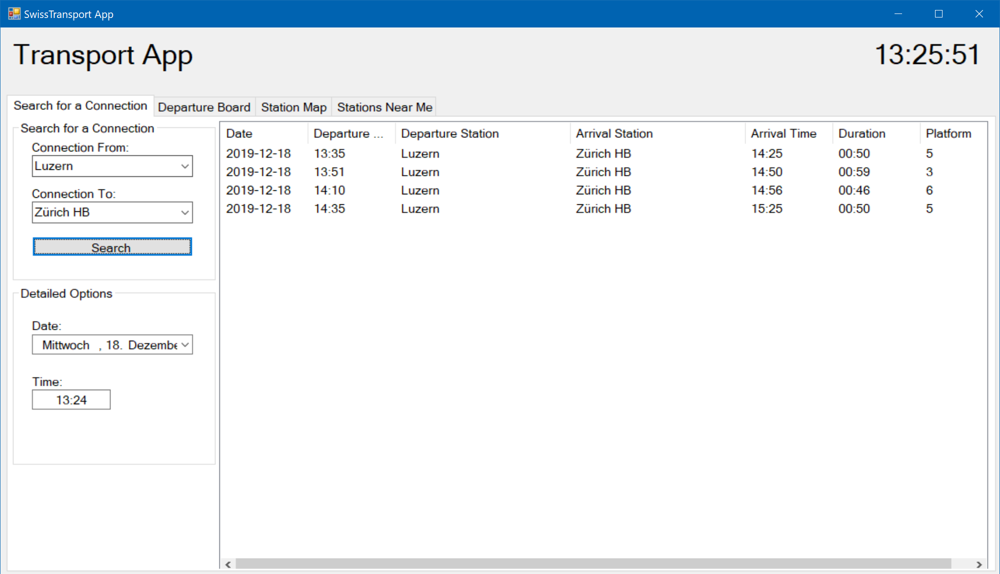 SwissTransport App
Transport App
13:25:51
Search for a Connection
Departure Board
Station Map
Stations Near Me
Search for a Connection
Connection From:
Luzern
Connection To:
Zürich HB
Search
Detailed Options
Date:
Mittwoch , 18. Dezembe
Time:
13:24
Date Departure ... Departure Station Arrival Station Arrival Time Duration Platform
2019-12-18 13:35 Luzern Zürich HB 14:25 00:50 5
2019-12-18 13:51 Luzern Zürich HB 14:50 00:59 3
2019-12-18 14:10 Luzern Zürich HB 14:56 00:46 6
2019-12-18 14:35 Luzern Zürich HB 15:25 00:50 5